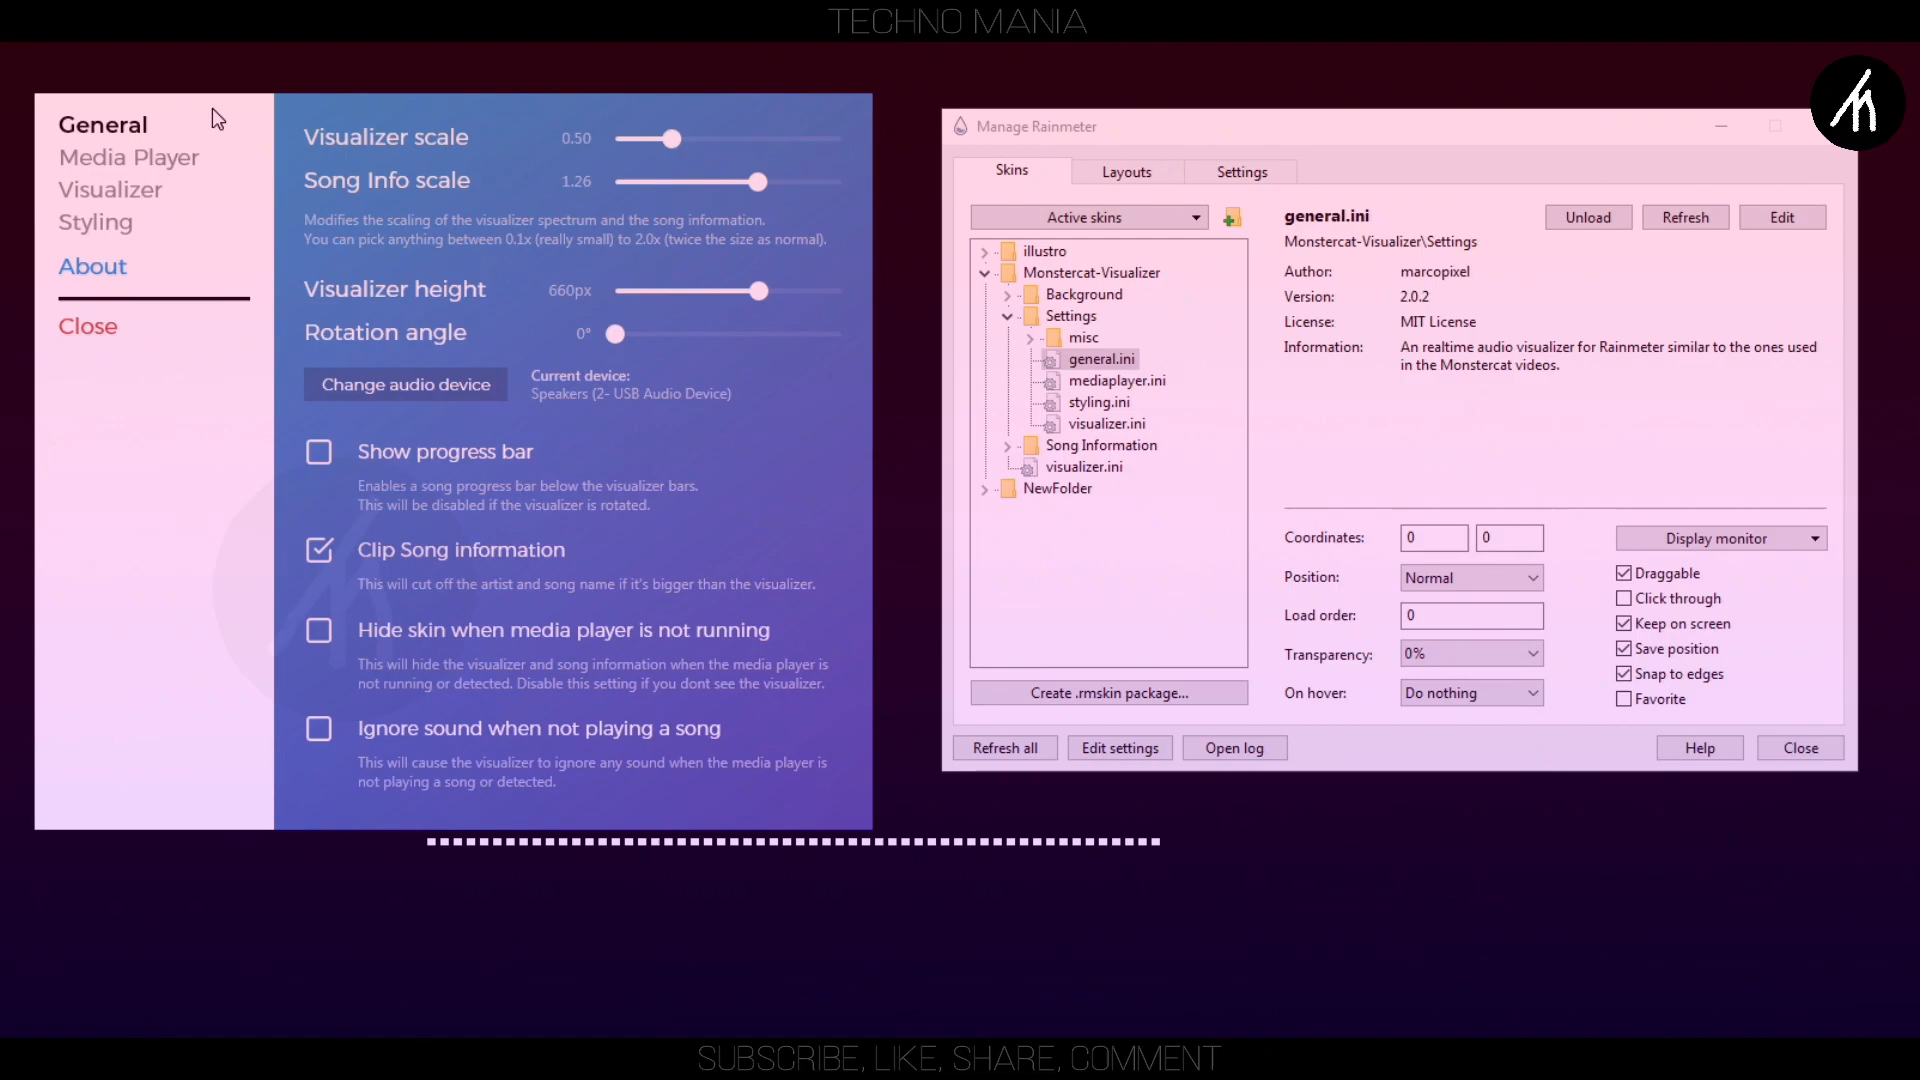 TECHNO MANIA
General
Media Player
Visualizer
Styling
About
Close
Visualizer scale 0.50
Song Info scale 1.26
Modifies the scaling of the visualizer spectrum and the song information.
You can pick anything between 0.1x (really small) to 2.0x (twice the size as normal).
Visualizer height 660px
Rotation angle 0°
Change audio device
Current device:
Speakers (2- USB Audio Device)
Show progress bar
Enables a song progress bar below the visualizer bars.
This will be disabled if the visualizer is rotated.
Clip Song information
This will cut off the artist and song name if it's bigger than the visualizer.
Hide skin when media player is not running
This will hide the visualizer and song information when the media player is
not running or detected. Disable this setting if you dont see the visualizer.
Ignore sound when not playing a song
This will cause the visualizer to ignore any sound when the media player is
not playing a song or detected.
Manage Rainmeter
Skins Layouts Settings
Active skins
illustro
Monstercat-Visualizer
Background
Settings
misc
general.ini
mediaplayer.ini
styling.ini
visualizer.ini
Song Information
visualizer.ini
NewFolder
Create .rmskin package...
general.ini
Unload Refresh Edit
Monstercat-Visualizer\Settings
Author: marcopixel
Version: 2.0.2
License: MIT License
Information: An realtime audio visualizer for Rainmeter similar to the ones used
in the Monstercat videos.
Coordinates: 0 0
Position: Normal
Load order: 0
Transparency: 0%
On hover: Do nothing
Display monitor
Draggable
Click through
Keep on screen
Save position
Snap to edges
Favorite
Refresh all Edit settings Open log Help Close
SUBSCRIBE, LIKE, SHARE, COMMENT